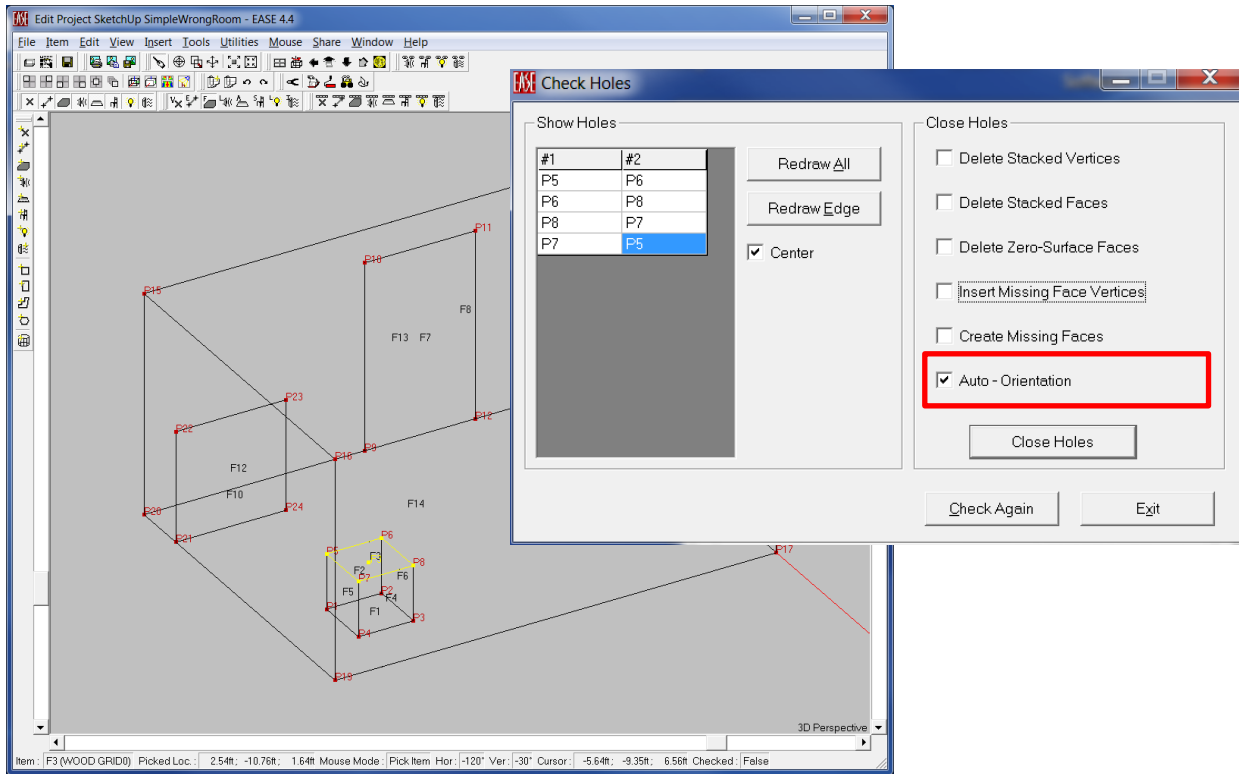 Edit Project SketchUp SimpleWrongRoom - EASE 4.4
File Item Edit View Insert Tools Utilities Mouse Share Window Help
Check Holes
Show Holes
#1 #2
P5 P6
P6 P8
P8 P7
P7 P5
Redraw All
Redraw Edge
Center
Close Holes
Delete Stacked Vertices
Delete Stacked Faces
Delete Zero-Surface Faces
Insert Missing Face Vertices
Create Missing Faces
Auto - Orientation
Close Holes
Check Again
Exit
P11
P10
P15
F8
F13 F7
P23
P22
P12
P9
P16
F12
F10
F14
P20
P24
P21
P6
P5
F3
P17
F2
P7
P8
F6
F5
P2
F4
P1
F1
P3
P4
P19
3D Perspective
Item : F3 (WOOD GRID0) Picked Loc. : 2.54ft; -10.76ft; 1.64ft Mouse Mode : Pick Item Hor: -120° Ver: -30° Cursor : -5.64ft; -9.35ft; 6.56ft Checked : False